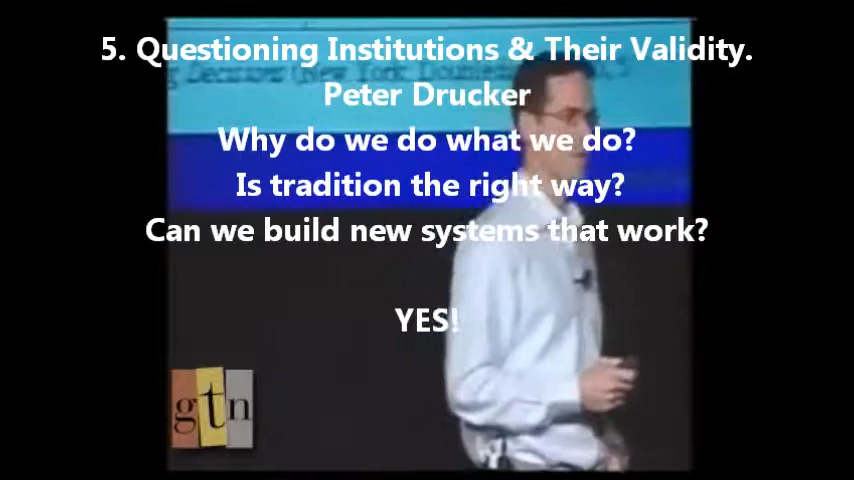 5. Questioning Institutions & Their Validity.
Peter Drucker
Why do we do what we do?
Is tradition the right way?
Can we build new systems that work?
YES!
gtn